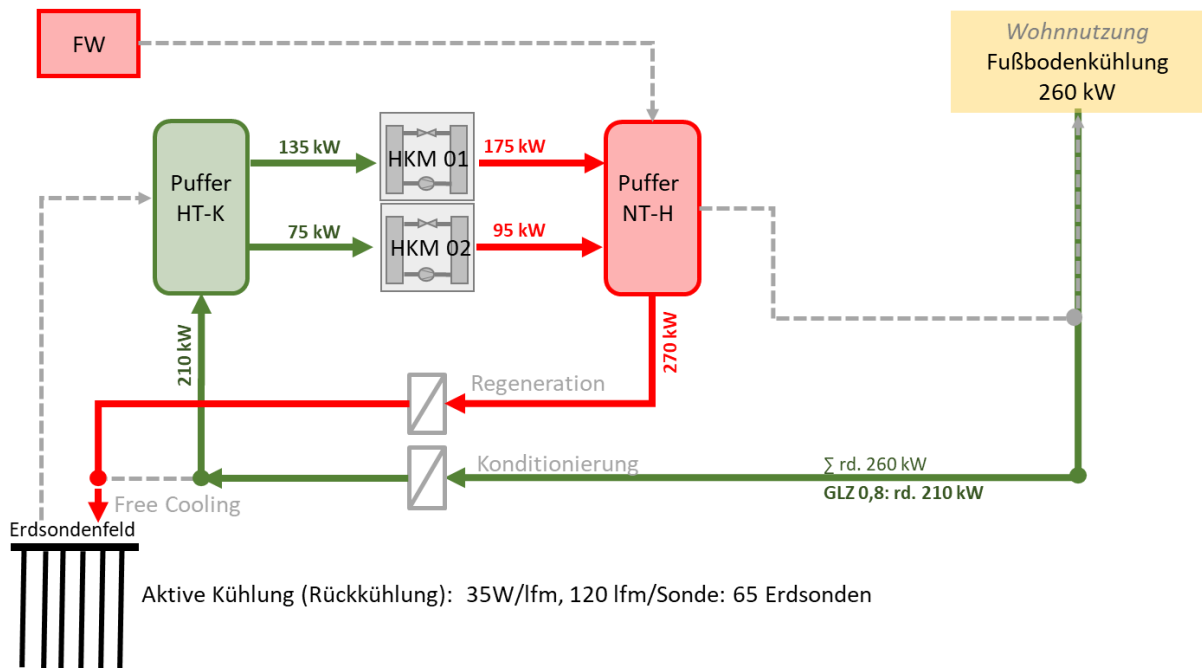 FW
Wohnnutzung
Fußbodenkühlung
260 kW
Puffer
HT-K
135 kW
HKM 01
175 kW
75 kW
HKM 02
95 kW
Puffer
NT-H
210 kW
270 kW
Regeneration
Konditionierung
∑ rd. 260 kW
GLZ 0,8: rd. 210 kW
Free Cooling
Erdsondenfeld
Aktive Kühlung (Rückkühlung): 35W/lfm, 120 lfm/Sonde: 65 Erdsonden